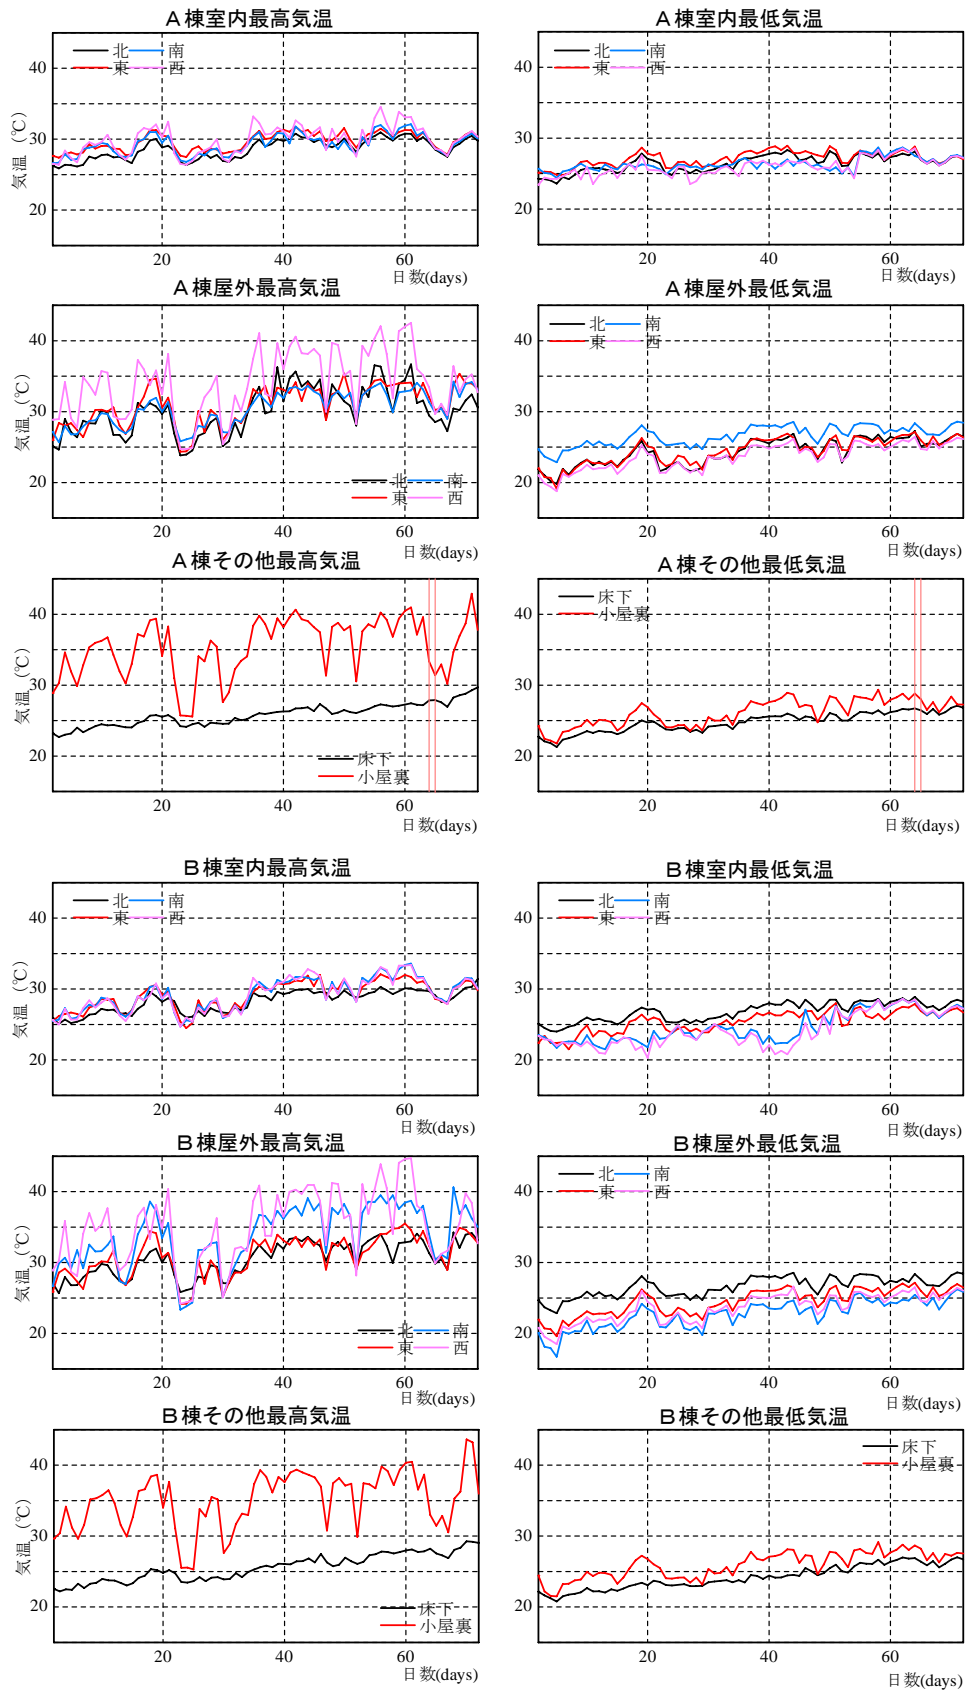 A棟室内最高気温
北 南
東 西
気温 (℃)
40
30
20
20 40 60
日数(days)
A棟室内最低気温
北 南
東 西
40
30
20
20 40 60
日数(days)
A棟屋外最高気温
気温 (℃)
40
30
20
北 南
東 西
20 40 60
日数(days)
A棟屋外最低気温
北 南
東 西
40
30
20
20 40 60
日数(days)
A棟その他最高気温
気温 (℃)
40
30
20
床下
小屋裏
20 40 60
日数(days)
A棟その他最低気温
床下
小屋裏
40
30
20
20 40 60
日数(days)
B棟室内最高気温
北 南
東 西
気温 (℃)
40
30
20
20 40 60
日数(days)
B棟室内最低気温
北 南
東 西
40
30
20
20 40 60
日数(days)
B棟屋外最高気温
気温 (℃)
40
30
20
北 南
東 西
20 40 60
日数(days)
B棟屋外最低気温
北 南
東 西
40
30
20
20 40 60
日数(days)
B棟その他最高気温
気温 (℃)
40
30
20
床下
小屋裏
20 40 60
日数(days)
B棟その他最低気温
床下
小屋裏
40
30
20
20 40 60
日数(days)